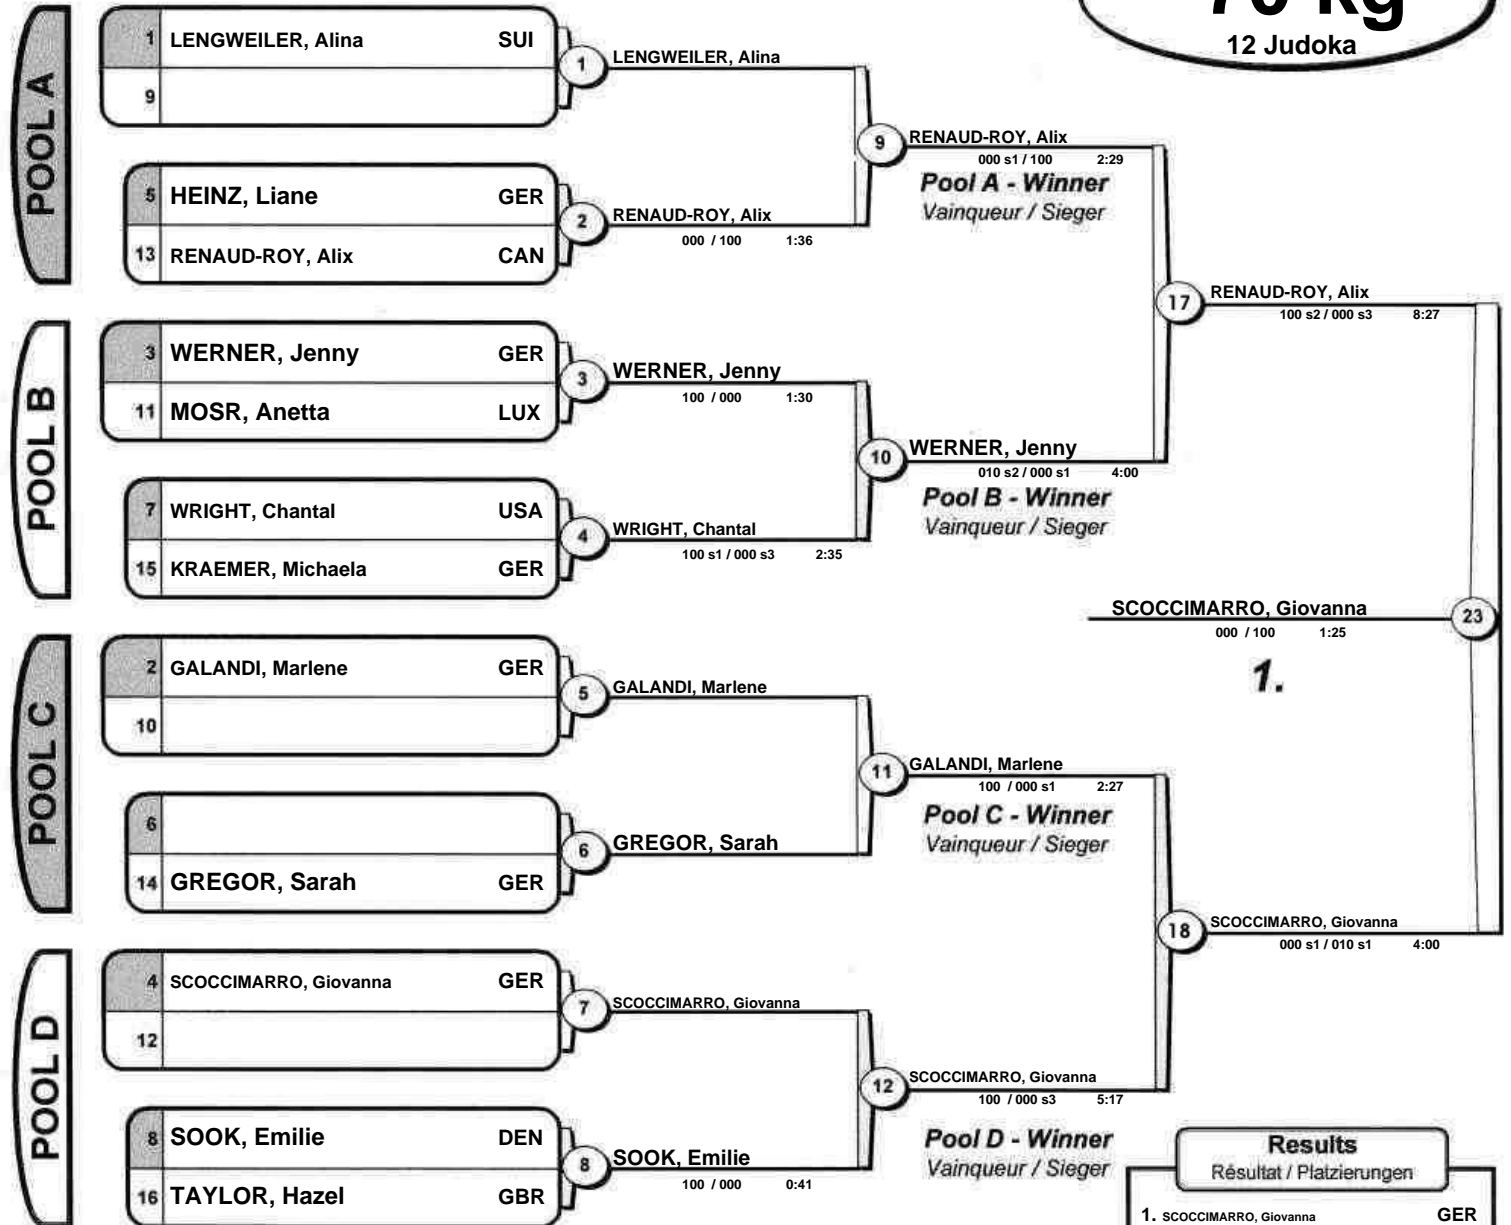 70 kg
12 Judoka
POOL A
1 LENGWEILER, Alina SUI
9
1 LENGWEILER, Alina
5 HEINZ, Liane GER
13 RENAUD-ROY, Alix CAN
2 RENAUD-ROY, Alix
000 / 100 1:36
9 RENAUD-ROY, Alix
000 s1 / 100 2:29
Pool A - Winner
Vainqueur / Sieger
POOL B
3 WERNER, Jenny GER
11 MOSR, Anetta LUX
3 WERNER, Jenny
100 / 000 1:30
7 WRIGHT, Chantal USA
15 KRAEMER, Michaela GER
4 WRIGHT, Chantal
100 s1 / 000 s3 2:35
10 WERNER, Jenny
010 s2 / 000 s1 4:00
Pool B - Winner
Vainqueur / Sieger
17 RENAUD-ROY, Alix
100 s2 / 000 s3 8:27
SCOCCIMARRO, Giovanna 23
000 / 100 1:25
1.
POOL C
2 GALANDI, Marlene GER
10
5 GALANDI, Marlene
6
14 GREGOR, Sarah GER
6 GREGOR, Sarah
11 GALANDI, Marlene
100 / 000 s1 2:27
Pool C - Winner
Vainqueur / Sieger
18 SCOCCIMARRO, Giovanna
000 s1 / 010 s1 4:00
POOL D
4 SCOCCIMARRO, Giovanna GER
12
7 SCOCCIMARRO, Giovanna
8 SOOK, Emilie DEN
16 TAYLOR, Hazel GBR
8 SOOK, Emilie
100 / 000 0:41
12 SCOCCIMARRO, Giovanna
100 / 000 s3 5:17
Pool D - Winner
Vainqueur / Sieger
Results
Résultat / Platzierungen
1. SCOCCIMARRO, Giovanna GER